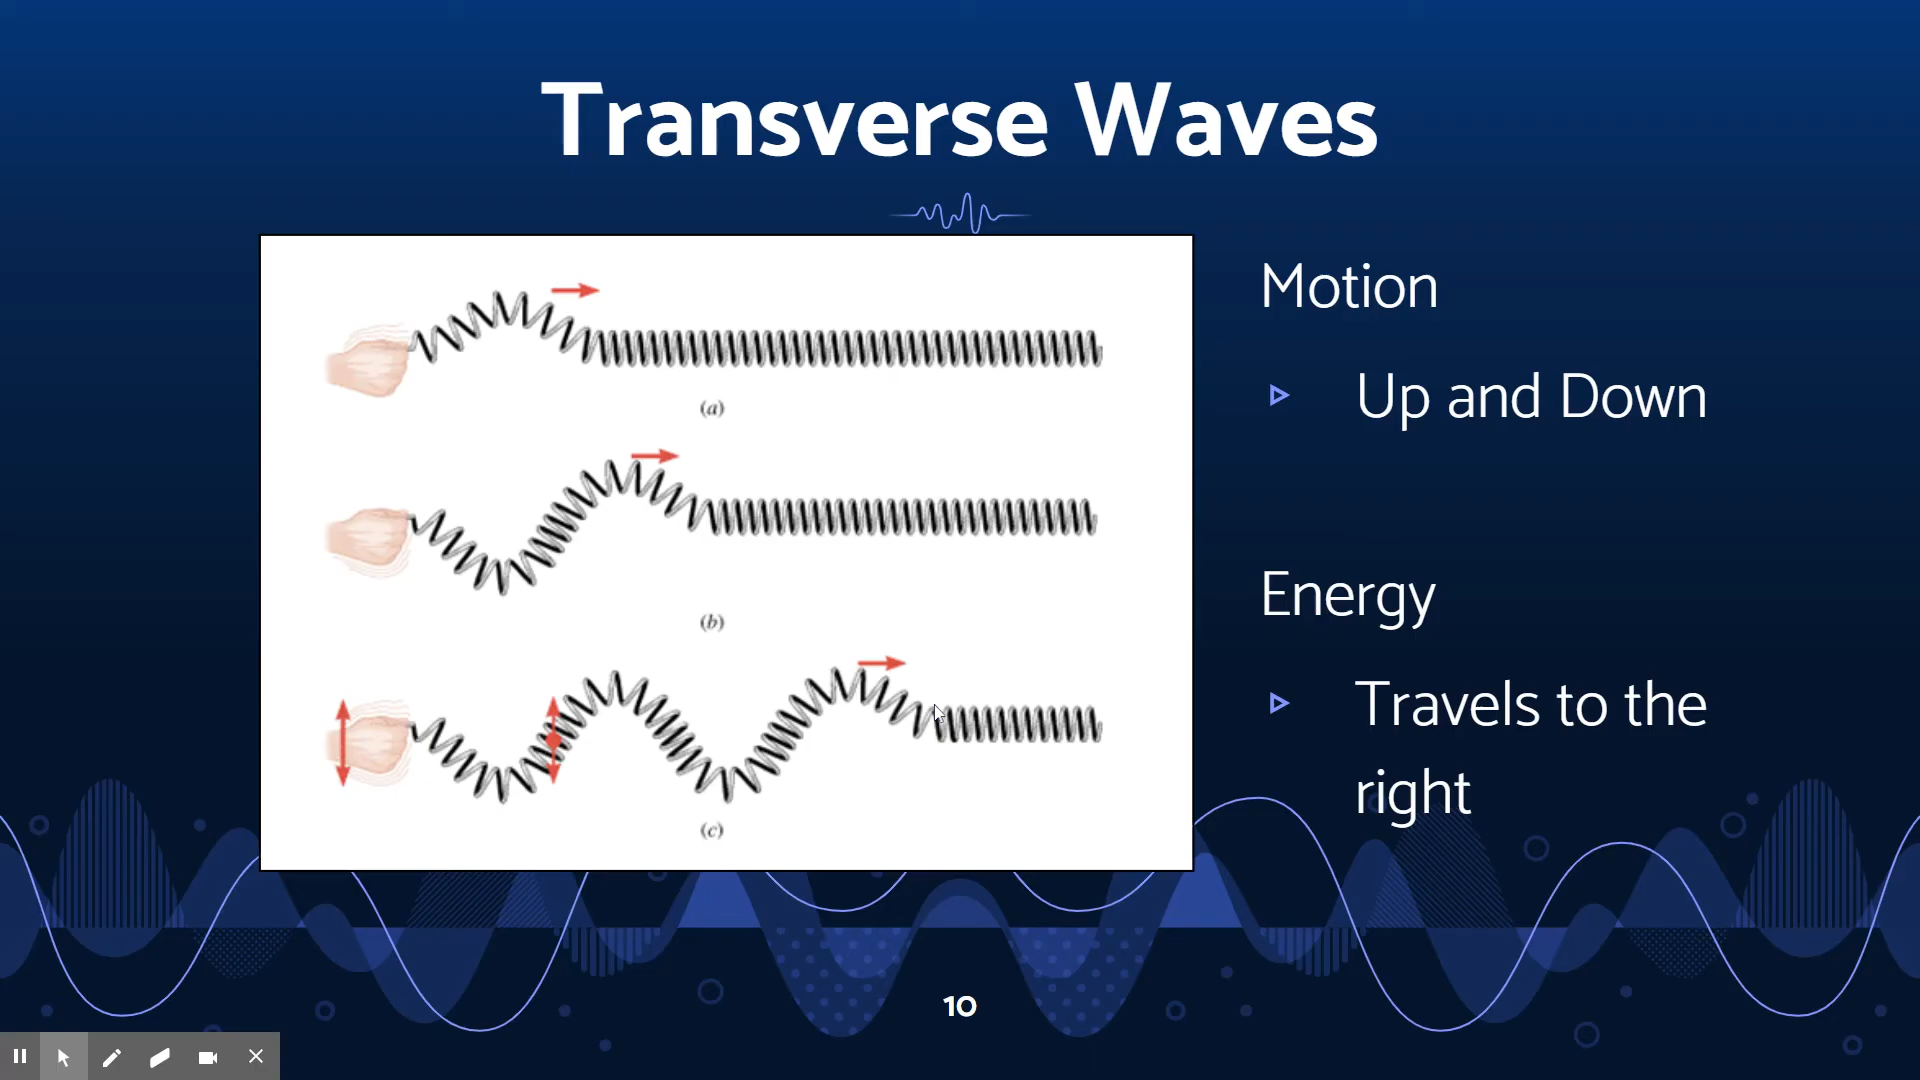 Transverse Waves
(a)
(b)
(c)
Motion
Up and Down
Energy
Travels to the
right
10